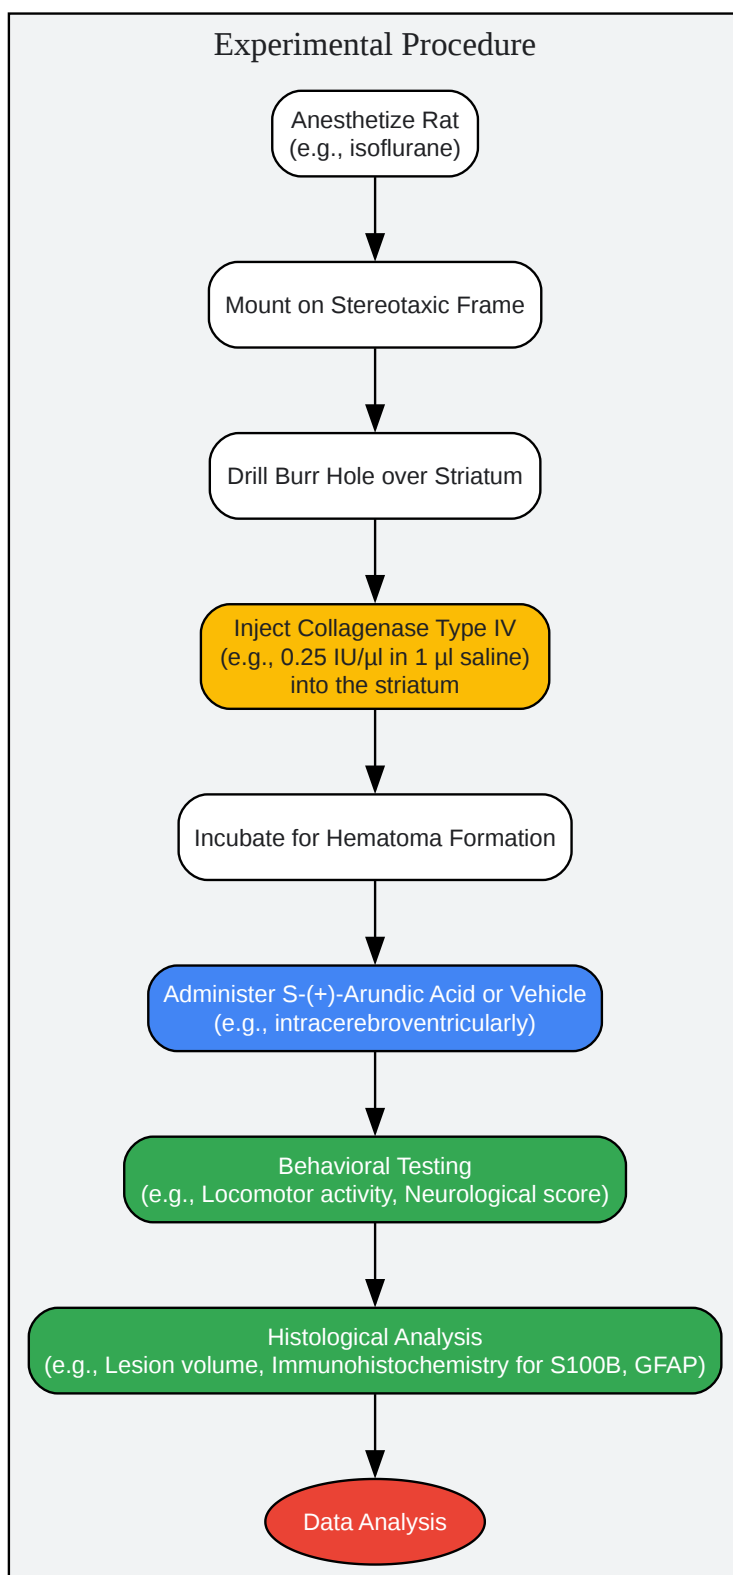 Experimental Procedure
Anesthetize Rat
(e.g., isoflurane)
Mount on Stereotaxic Frame
Drill Burr Hole over Striatum
Inject Collagenase Type IV
(e.g., 0.25 IU/µl in 1 µl saline)
into the striatum
Incubate for Hematoma Formation
Administer S-(+)-Arundic Acid or Vehicle
(e.g., intracerebroventricularly)
Behavioral Testing
(e.g., Locomotor activity, Neurological score)
Histological Analysis
(e.g., Lesion volume, Immunohistochemistry for S100B, GFAP)
Data Analysis